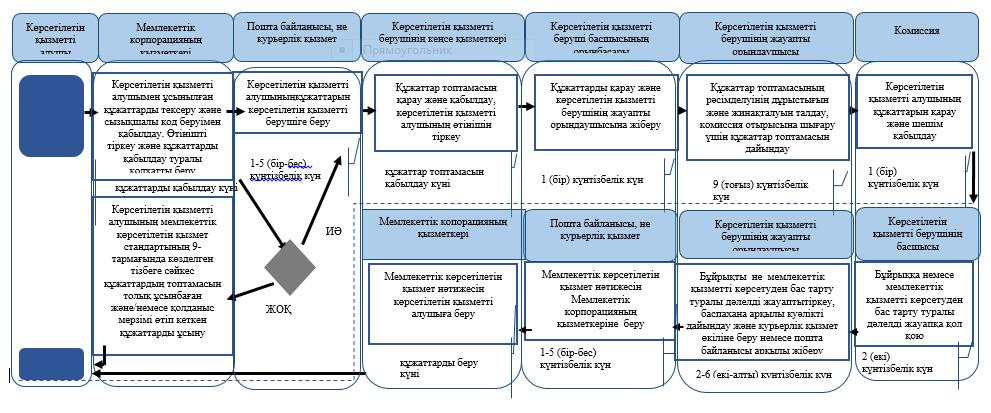 Көрсетілетін
қызметті
алушы
Мемлекеттік
корпорацияның
қызметкері
Пошта байланысы, не
курьерлік қызмет
Көрсетілетін қызметті
берушінің кеңсе қызметкері
Көрсетілетін қызметті
беруші басшысының
орынбасары
Көрсетілетін қызметті
берушінің жауапты
орындаушысы
Комиссия
Прямоугольник
Көрсетілетін қызметті
алушымен ұсынылған
құжаттарды тексеру және
сызықшалы код беруімен
қабылдау. Өтінішті
тіркеу және құжаттарды
қабылдау туралы
қолхатты беру
құжаттарды қабылдау күні
Көрсетілетін қызметті
алушыныңқұжаттарын
көрсетілетін қызметті
берушіге беру
1-5 (бір-бес)
күнтізбелік күн
Құжаттар топтамасын
қарау және қабылдау,
көрсетілетін қызметті
алушының өтінішін
тіркеу
құжаттар топтамасын
қабылдау күні
Құжаттарды қарау және
көрсетілетін қызметті
берушінің жауапты
орындаушысына жіберу
1 (бір) күнтізбелік күн
Құжаттар топтамасының
рәсімделуінің дұрыстығын
және жинақталуын талдау,
комиссия отырысына шығару
үшін құжаттар топтамасын
дайындау
9 (тоғыз) күнтізбелік
күн
Көрсетілетін
қызметті алушының
құжаттарын қарау
және шешім
қабылдау
1 (бір)
күнтізбелік күн
Көрсетілетін қызметті
алушының мемлекеттік
көрсетілетін қызмет
стандартының 9-
тармағында көзделген
тізбеге сәйкес
құжаттардың топтамасын
толық ұсынбаған
және/немесе қолданыс
мерзімі өтіп кеткен
құжаттарды ұсыну
ИӘ
ЖОҚ
Мемлекеттік корпорацияның
қызметкері
Пошта байланысы, не
курьерлік қызмет
Көрсетілетін қызметті
берушінің жауапты
орындаушысы
Көрсетілетін
қызметті берушінің
басшысы
Мемлекеттік көрсетілетін
қызмет нәтижесін
көрсетілетін қызметті
алушыға беру
құжаттарды беру
күні
Мемлекеттік көрсетілетін
қызмет нәтижесін
Мемлекеттік
корпорацияның
қызметкеріне беру
1-5 (бір-бес)
күнтізбелік күн
Бұйрықты не мемлекеттік
қызметті көрсетуден бас тарту
туралы дәлелді жауаптытіркеу,
баспахана арқылы куәлікті
дайындау және курьерлік қызмет
өкіліне беру немесе пошта
байланысы арқылы жіберу
2-6 (екі-алты) күнтізбелік күн
Бұйрыққа немесе
мемлекеттік
қызметті көрсетуден
бас тарту туралы
дәлелді жауапқа қол
қою
2 (екі)
күнтізбелік күн